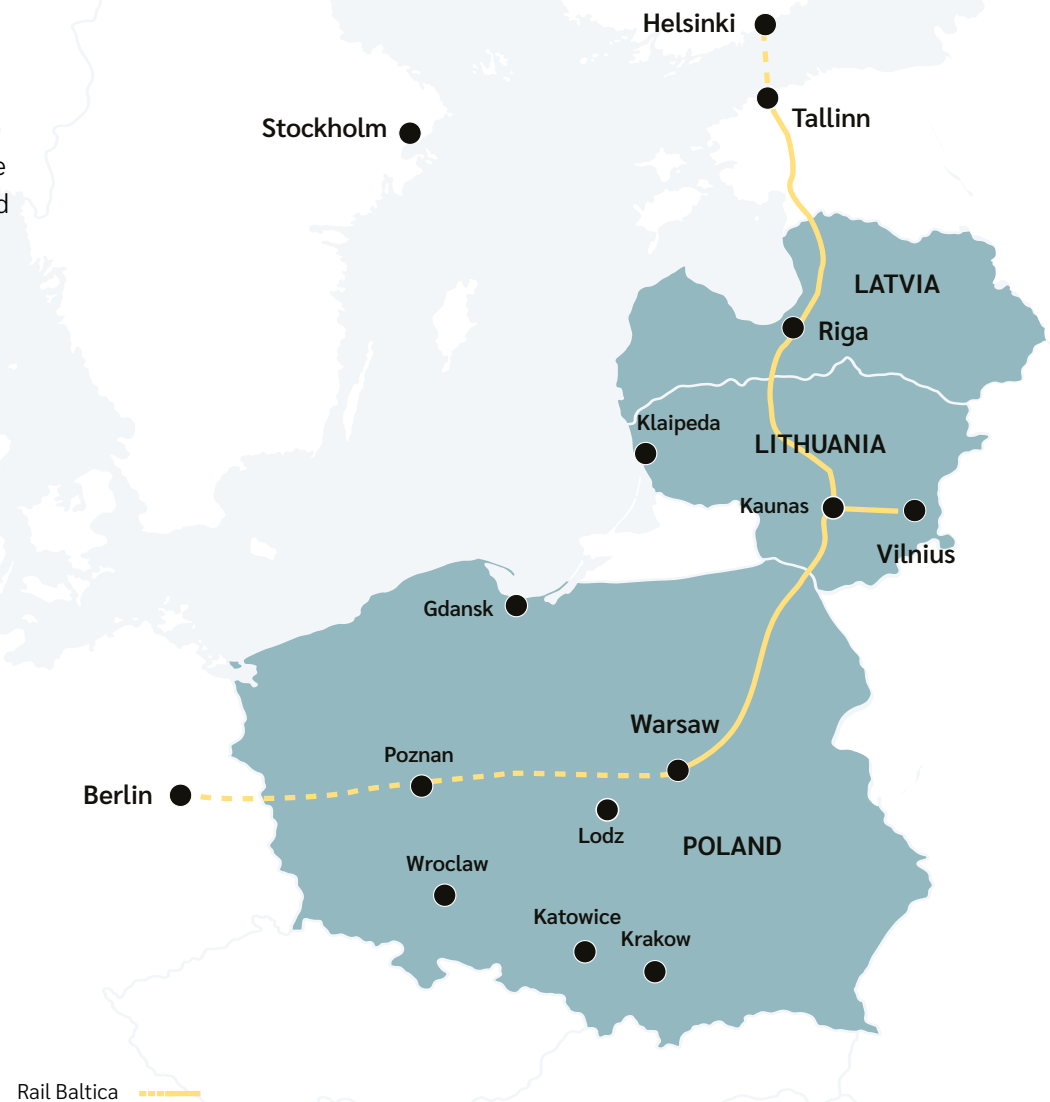 Helsinki
Stockholm
Tallinn
e
d
LATVIA
Riga
Klaipeda
LITHUANIA
Kaunas
Vilnius
Gdansk
Warsaw
Poznan
Berlin
Lodz
POLAND
Wroclaw
Katowice
Krakow
Rail Baltica